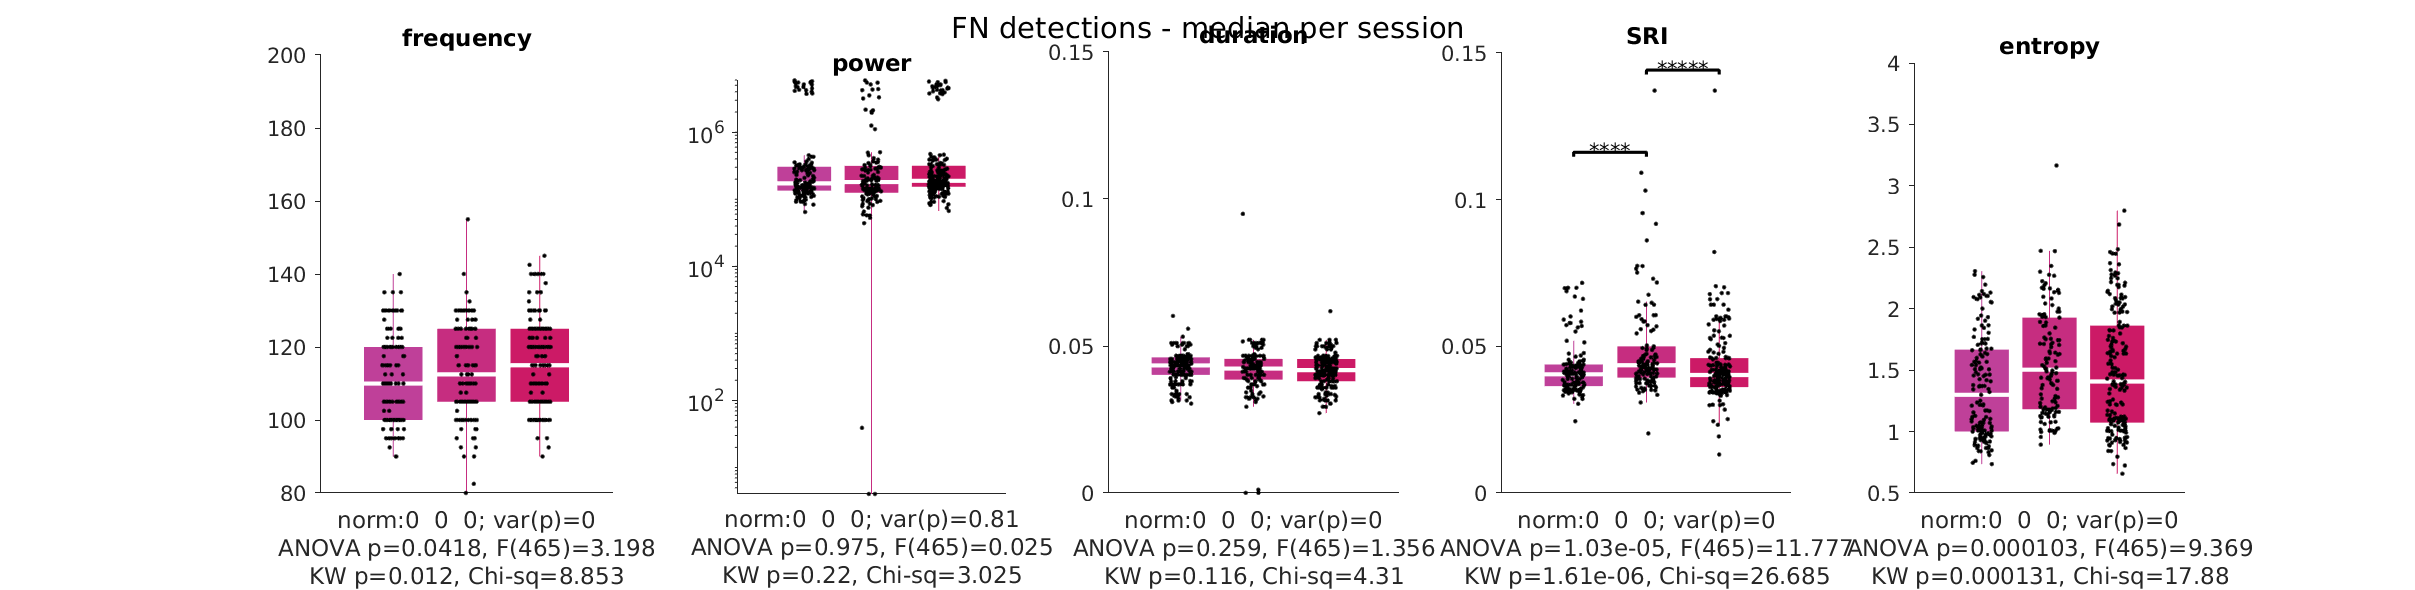 FN detections - median per session
frequency
200
180
160
140
120
100
80
norm:0 0 0; var(p)=0
ANOVA p=0.0418, F(465)=3.198
KW p=0.012, Chi-sq=8.853
power
10^6
10^4
10^2
norm:0 0 0; var(p)=0.81
ANOVA p=0.975, F(465)=0.025
KW p=0.22, Chi-sq=3.025
duration
0.15
0.1
0.05
0
norm:0 0 0; var(p)=0
ANOVA p=0.259, F(465)=1.356
KW p=0.116, Chi-sq=4.31
SRI
0.15
0.1
0.05
0
*****
****
norm:0 0 0; var(p)=0
ANOVA p=1.03e-05, F(465)=11.777
KW p=1.61e-06, Chi-sq=26.685
entropy
4
3.5
3
2.5
2
1.5
1
0.5
norm:0 0 0; var(p)=0
ANOVA p=0.000103, F(465)=9.369
KW p=0.000131, Chi-sq=17.88